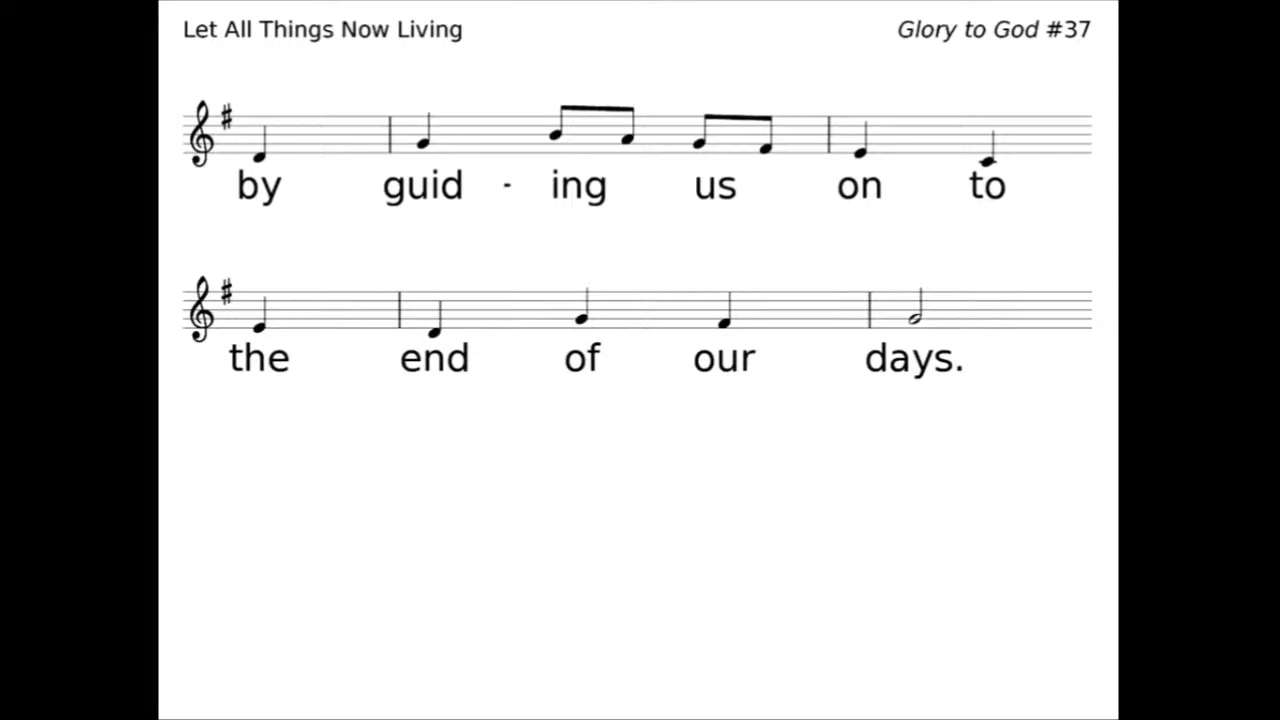 Let All Things Now Living Glory to God #37
by guid - ing us on to
the end of our days.